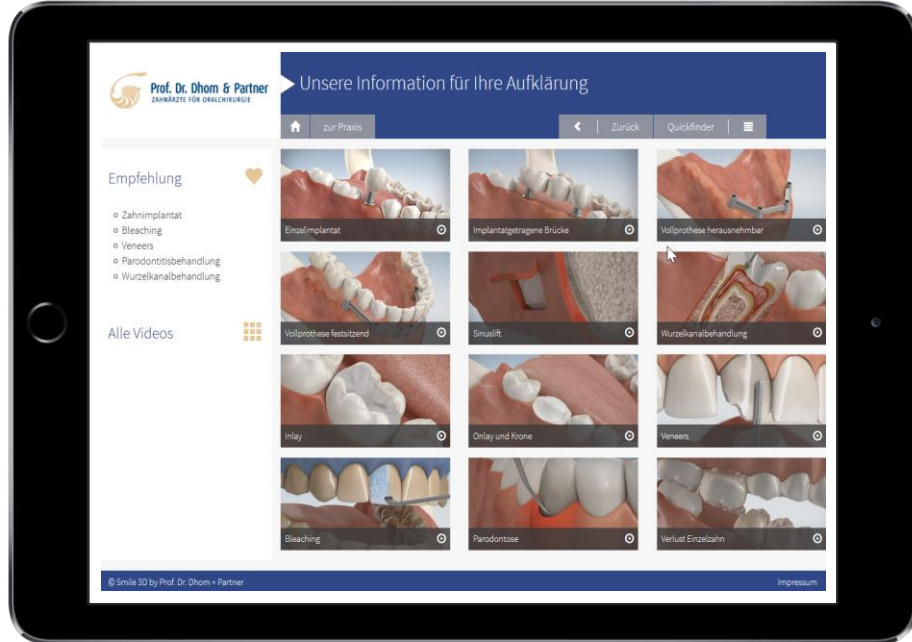 Prof. Dr. Dhom & Partner
ZAHNÄRZTE FÜR ORALCHIRURGIE
Unsere Information für Ihre Aufklärung
zur Praxis
Zurück
Quickfinder
Empfehlung
Zahnimplantat
Bleaching
Veneers
Parodontitisbehandlung
Wurzelkanalbehandlung
Alle Videos
Einzelimplantat
Implantatgetragene Brücke
Vollprothese herausnehmbar
Vollprothese festsitzend
Sinuslift
Wurzelkanalbehandlung
Inlay
Onlay und Krone
Veneers
Bleaching
Parodontose
Verlust Einzelzahn
© Smile 3D by Prof. Dr. Dhom + Partner
Impressum